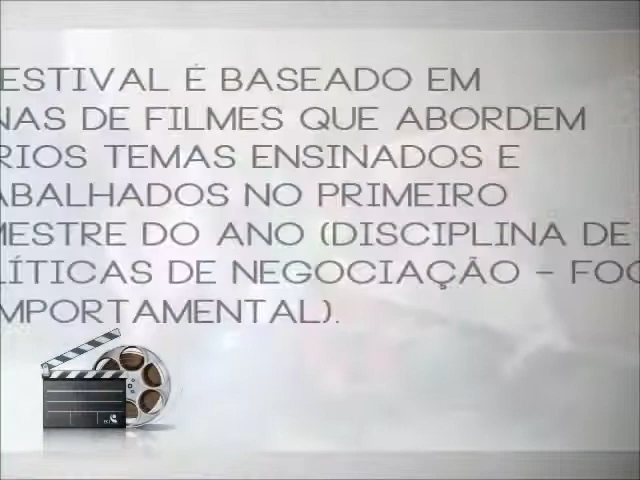 ESTIVAL É BASEADO EM
NAS DE FILMES QUE ABORDEM
RIOS TEMAS ENSINADOS E
ABALHADOS NO PRIMEIRO
MESTRE DO ANO (DISCIPLINA DE
LÍTICAS DE NEGOCIAÇÃO – FOC
MPORTAMENTAL).